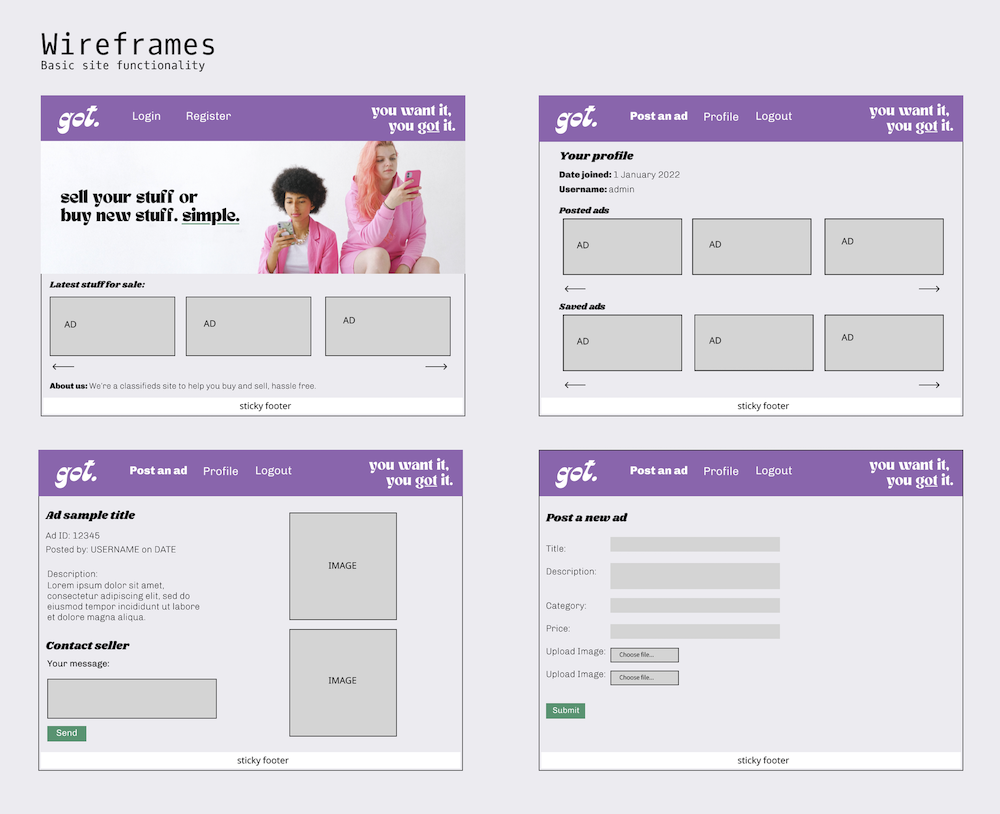 Wireframes
Basic site functionality
got.
Login
Register
you want it,
you got it.
sell your stuff or
buy new stuff. simple.
Latest stuff for sale:
AD
AD
AD
About us: We're a classifieds site to help you buy and sell, hassle free.
sticky footer
got.
Post an ad
Profile
Logout
you want it,
you got it.
Your profile
Date joined: 1 January 2022
Username: admin
Posted ads
AD
AD
AD
Saved ads
AD
AD
AD
sticky footer
got.
Post an ad
Profile
Logout
you want it,
you got it.
Ad sample title
Ad ID: 12345
Posted by: USERNAME on DATE
Description:
Lorem ipsum dolor sit amet,
consectetur adipiscing elit, sed do
eiusmod tempor incididunt ut labore
et dolore magna aliqua.
Contact seller
Your message:
Send
IMAGE
IMAGE
sticky footer
got.
Post an ad
Profile
Logout
you want it,
you got it.
Post a new ad
Title:
Description:
Category:
Price:
Upload Image:
Choose file...
Upload Image:
Choose file...
Submit
sticky footer